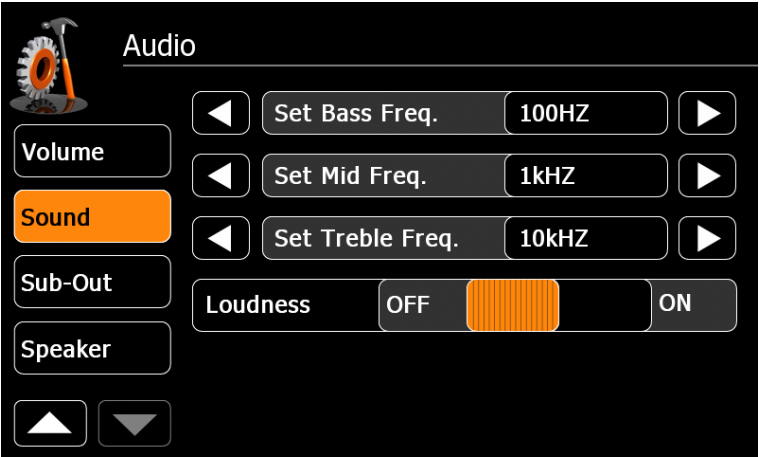 Audio
Volume
Sound
Sub-Out
Speaker
Set Bass Freq. 100HZ
Set Mid Freq. 1kHZ
Set Treble Freq. 10kHZ
Loudness OFF ON